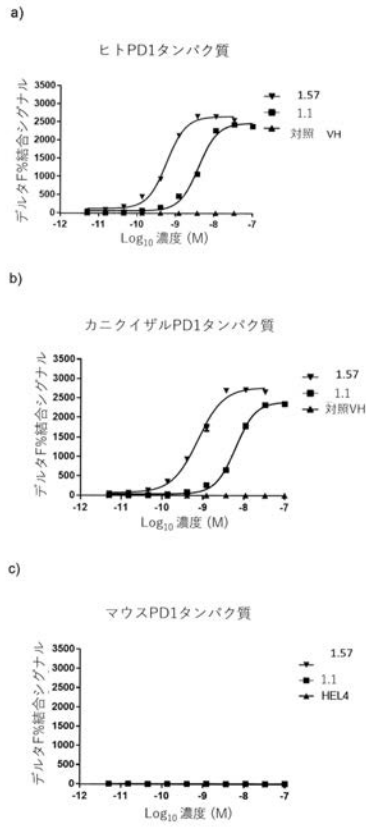 a)
ヒトPD1タンパク質
デルタF%結合シグナル
3500
3000
2500
2000
1500
1000
500
0
-12 -11 -10 -9 -8 -7
Log10 濃度 (M)
1.57
1.1
対照 VH
b)
カニクイザルPD1タンパク質
デルタF%結合シグナル
3500
3000
2500
2000
1500
1000
500
0
-12 -11 -10 -9 -8 -7
Log10 濃度 (M)
1.57
1.1
対照VH
c)
マウスPD1タンパク質
デルタF%結合シグナル
3500
3000
2500
2000
1500
1000
500
0
-12 -11 -10 -9 -8 -7
Log10 濃度 (M)
1.57
1.1
HEL4